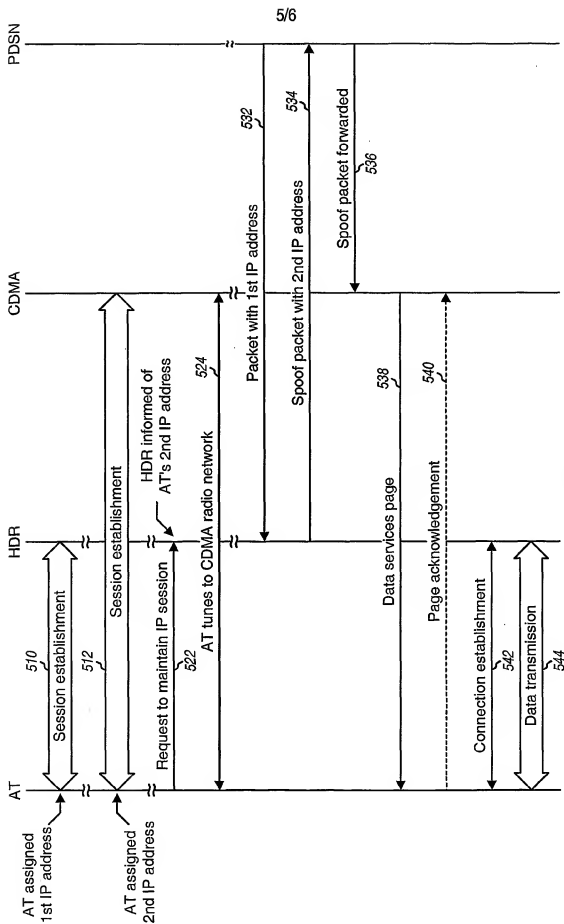 5/6
AT
HDR
CDMA
PDSN
AT assigned
1st IP address
510
Session establishment
AT assigned
2nd IP address
512
Session establishment
Request to maintain IP session
522
HDR informed of
AT's 2nd IP address
524
AT tunes to CDMA radio network
532
Packet with 1st IP address
534
Spoof packet with 2nd IP address
Spoof packet forwarded
536
Data services page
538
Page acknowledgement
540
Connection establishment
542
Data transmission
544